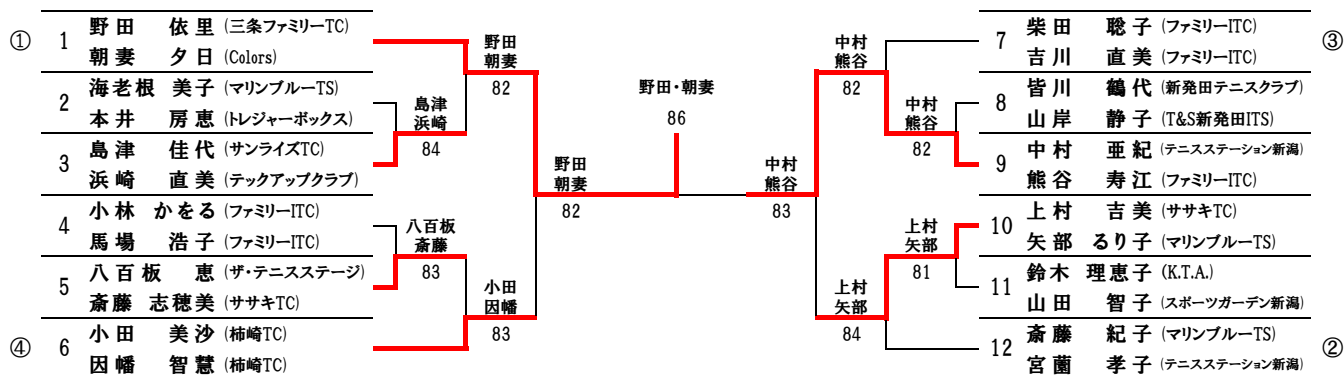 ① 1 野田 依里 (三条ファミリーTC)
朝妻 夕日 (Colors)
2 海老根 美子 (マリンブルーTS)
本井 房恵 (トレジャーボックス)
3 島津 佳代 (サンライズTC)
浜崎 直美 (テックアップクラブ)
4 小林 かをる (ファミリーITC)
馬場 浩子 (ファミリーITC)
5 八百板 恵 (ザ・テニスステージ)
斎藤 志穂美 (ササキTC)
④ 6 小田 美沙 (柿崎TC)
因幡 智慧 (柿崎TC)
野田
朝妻
82
島津
浜崎
84
八百板
斎藤
83
小田
因幡
83
野田
朝妻
82
野田・朝妻
86
中村
熊谷
83
中村
熊谷
82
中村
熊谷
82
上村
矢部
81
上村
矢部
84
7 柴田 聡子 (ファミリーITC) ③
吉川 直美 (ファミリーITC)
8 皆川 鶴代 (新発田テニスクラブ)
山岸 静子 (T&S新発田ITS)
9 中村 亜紀 (テニスステーション新潟)
熊谷 寿江 (ファミリーITC)
10 上村 吉美 (ササキTC)
矢部 るり子 (マリンブルーTS)
11 鈴木 理恵子 (K.T.A.)
山田 智子 (スポーツガーデン新潟)
12 斎藤 紀子 (マリンブルーTS) ②
宮薗 孝子 (テニスステーション新潟)